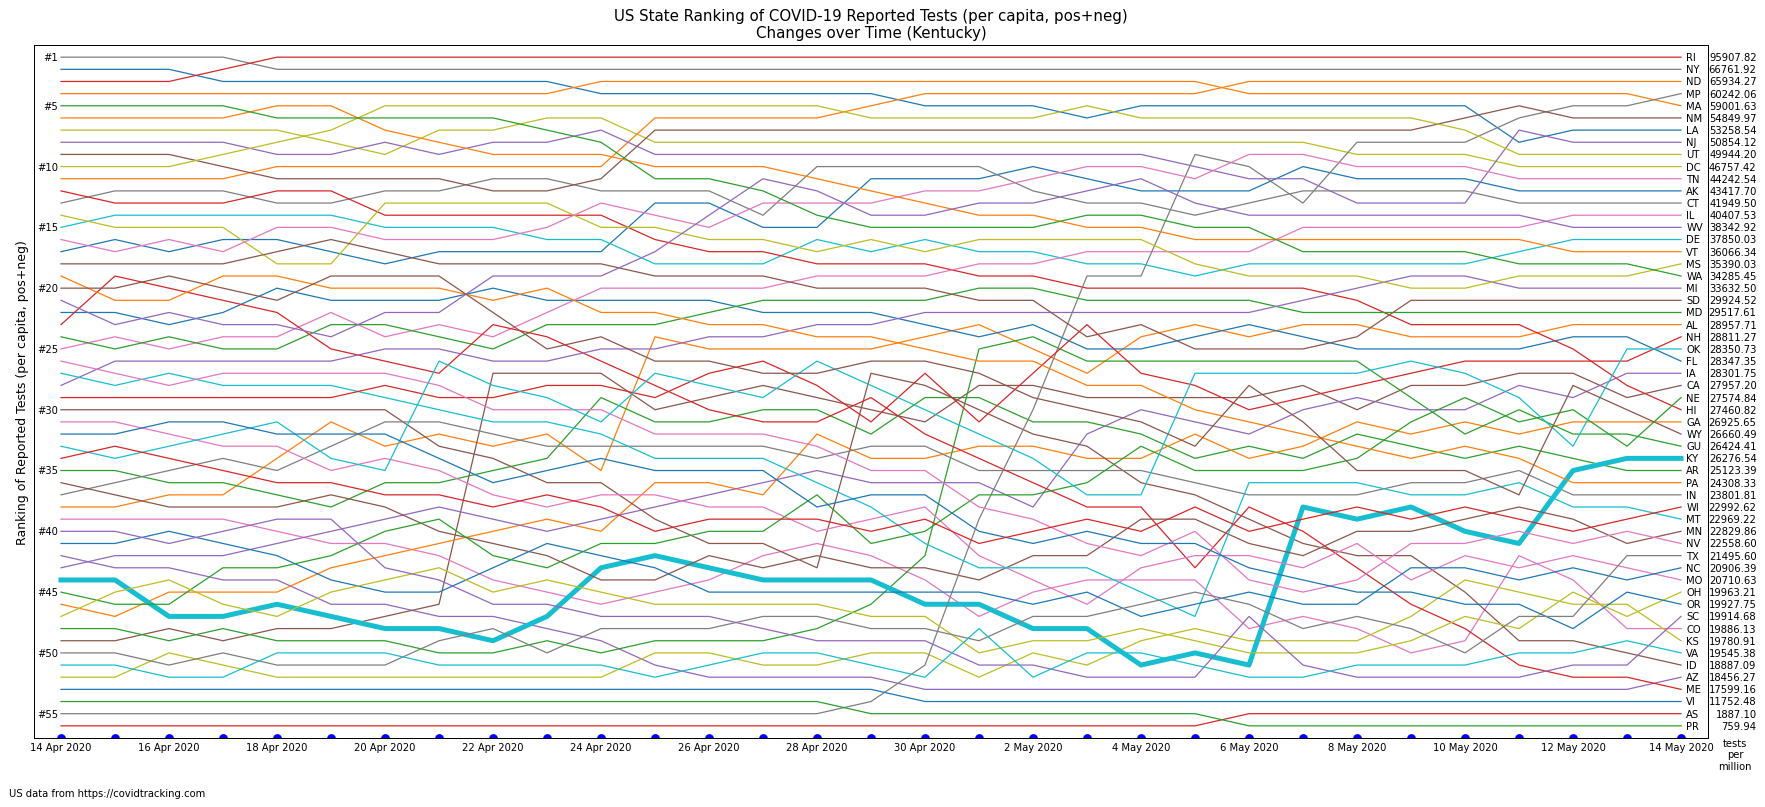 US State Ranking of COVID-19 Reported Tests (per capita, pos+neg)
Changes over Time (Kentucky)
Ranking of Reported Tests (per capita, pos+neg)
#1
#5
#10
#15
#20
#25
#30
#35
#40
#45
#50
#55
RI 95907.82
NY 66761.92
ND 65934.27
MP 60242.06
MA 59001.63
NM 54849.97
LA 53258.54
NJ 50854.12
UT 49944.20
DC 46757.42
TN 44242.54
AK 43417.70
CT 41949.50
IL 40407.53
WV 38342.92
DE 37850.03
VT 36066.34
MS 35390.03
WA 34285.45
MI 33632.50
SD 29924.52
MD 29517.61
AL 28957.71
NH 28811.27
OK 28350.73
FL 28347.35
IA 28301.75
CA 27957.20
NE 27574.84
HI 27460.82
GA 26925.65
WY 26660.49
GU 26424.41
KY 26276.54
AR 25123.39
PA 24308.33
IN 23801.81
WI 22992.62
MT 22969.22
MN 22829.86
NV 22558.60
TX 21495.60
NC 20906.39
MO 20710.63
OH 19963.21
OR 19927.75
SC 19914.68
CO 19886.13
KS 19780.91
VA 19545.38
ID 18887.09
AZ 18456.27
ME 17599.16
VI 11752.48
AS 1887.10
PR 759.94
14 Apr 2020 16 Apr 2020 18 Apr 2020 20 Apr 2020 22 Apr 2020 24 Apr 2020 26 Apr 2020 28 Apr 2020 30 Apr 2020 2 May 2020 4 May 2020 6 May 2020 8 May 2020 10 May 2020 12 May 2020 14 May 2020
tests
per
million
US data from https://covidtracking.com